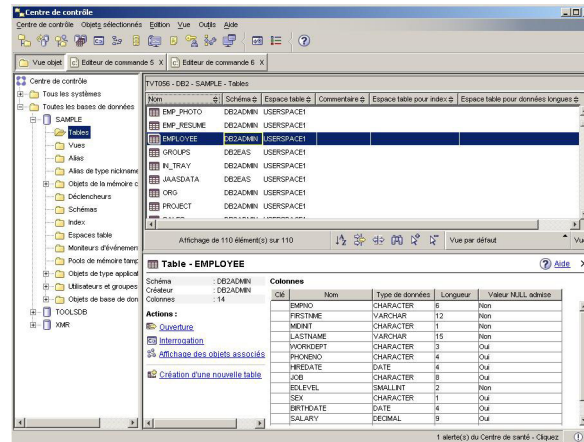 Centre de contrôle
Centre de contrôle Objets sélectionnés Edition Vue Outils Aide
Vue objet Editeur de commande 5 X Editeur de commande 6 X
Centre de contrôle
Tous les systèmes
Toutes les bases de données
SAMPLE
Tables
Vues
Alias
Alias de type nickname
Objets de la mémoire c
Déclencheurs
Schémas
Index
Espaces table
Moniteurs d'événemen
Pools de mémoire tamp
Objets de type applicat
Utilisateurs et groupes
Objets de base de don
TOOLSDB
XMR
TVT056 - DB2 - SAMPLE - Tables
Nom Schéma Espace table Commentaire Espace table pour index Espace table pour données longues
EMP_PHOTO DB2ADMIN USERSPACE1
EMP_RESUME DB2ADMIN USERSPACE1
EMPLOYEE DB2ADMIN USERSPACE1
GROUPS DB2EAS USERSPACE1
IN_TRAY DB2ADMIN USERSPACE1
JAASDATA DB2EAS USERSPACE1
ORG DB2ADMIN USERSPACE1
PROJECT DB2ADMIN USERSPACE1
Affichage de 110 élément(s) sur 110 Vue par défaut Vue
Table - EMPLOYEE Aide X
Schéma : DB2ADMIN
Créateur : DB2ADMIN
Colonnes : 14
Actions :
Ouverture
Interrogation
Affichage des objets associés
Création d'une nouvelle table
Colonnes
Clé Nom Type de données Longueur Valeur NULL admise
EMPNO CHARACTER 6 Non
FIRSTNME VARCHAR 12 Non
MIDINIT CHARACTER 1 Non
LASTNAME VARCHAR 15 Non
WORKDEPT CHARACTER 3 Oui
PHONENO CHARACTER 4 Oui
HIREDATE DATE 4 Oui
JOB CHARACTER 8 Oui
EDLEVEL SMALLINT 2 Non
SEX CHARACTER 1 Oui
BIRTHDATE DATE 4 Oui
SALARY DECIMAL 9 Oui
1 alerte(s) du Centre de santé - Cliquez